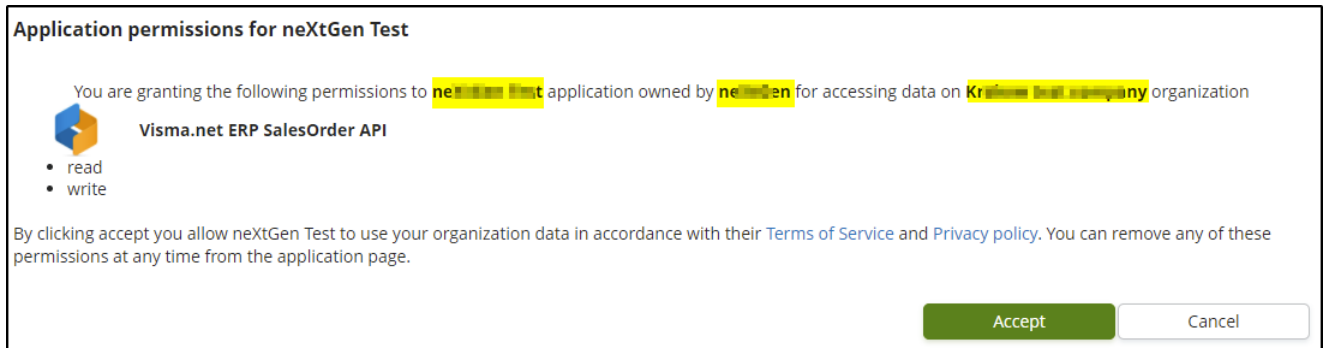 Application permissions for neXtGen Test
You are granting the following permissions to application owned by for accessing data on organization
Visma.net ERP SalesOrder API
• read
• write
By clicking accept you allow neXtGen Test to use your organization data in accordance with their Terms of Service and Privacy policy. You can remove any of these
permissions at any time from the application page.
Accept Cancel